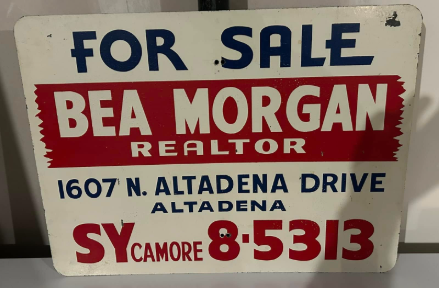 FOR SALE
BEA MORGAN
REALTOR
1607 N. ALTADENA DRIVE
ALTADENA
SYCAMORE 8-5313